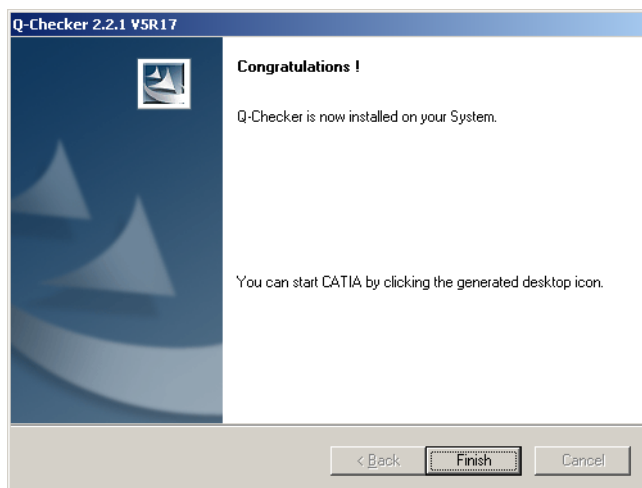 Q-Checker 2.2.1 V5R17
Congratulations !
Q-Checker is now installed on your System.
You can start CATIA by clicking the generated desktop icon.
< Back
Finish
Cancel